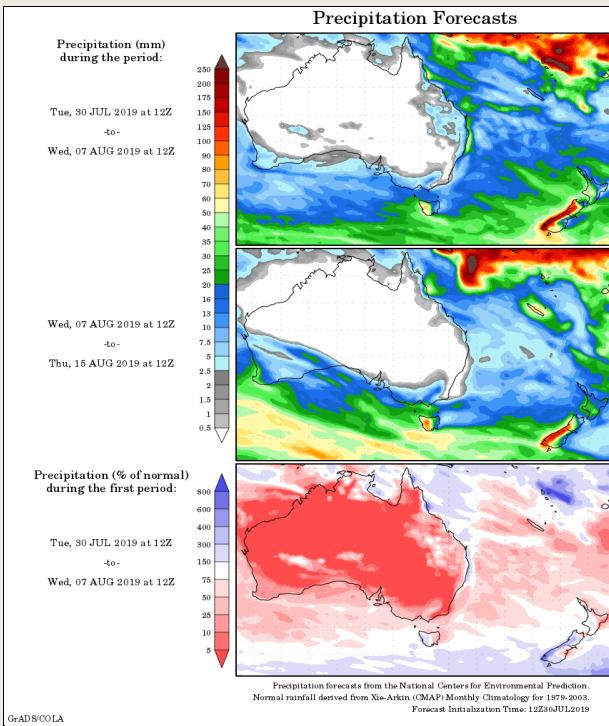 Precipitation Forecasts
Precipitation (mm)
during the period:
Tue, 30 JUL 2019 at 12Z
-to-
Wed, 07 AUG 2019 at 12Z
250
200
175
150
125
100
90
80
70
60
50
40
35
30
25
20
16
13
10
7.5
5
2.5
2
1.5
1
0.5
Wed, 07 AUG 2019 at 12Z
-to-
Thu, 15 AUG 2019 at 12Z
Precipitation (% of normal)
during the first period:
Tue, 30 JUL 2019 at 12Z
-to-
Wed, 07 AUG 2019 at 12Z
800
600
400
300
150
75
50
25
10
5
Precipitation forecasts from the National Centers for Environmental Prediction.
Normal rainfall derived from Xie-Arkin (CMAP) Monthly Climatology for 1979-2003.
Forecast Initialization Time: 12Z30JUL2019
GrADS/COLA